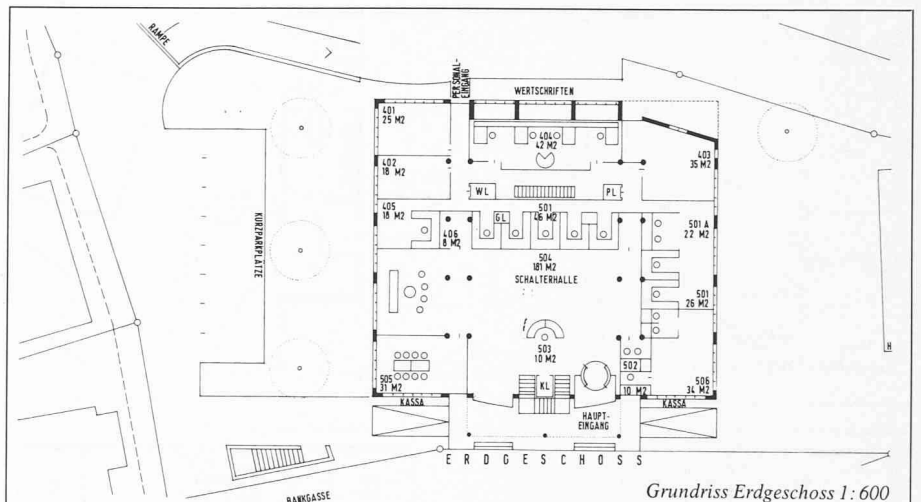 RAMPE
PERSONAL-
EINGANG
WERTSCHRIFTEN
401
25 M2
404
42 M2
402
18 M2
403
35 M2
WL
PL
405
18 M2
501
46 M2
GL
406
8 M2
501 A
22 M2
504
181 M2
SCHALTERHALLE
KURZPARKPLÄTZE
501
26 M2
503
10 M2
502
10 M2
505
31 M2
KL
506
34 M2
KASSA
HAUPT-
EINGANG
KASSA
ERDGESCHOSS
BANKGASSE
H
Grundriss Erdgeschoss 1:600